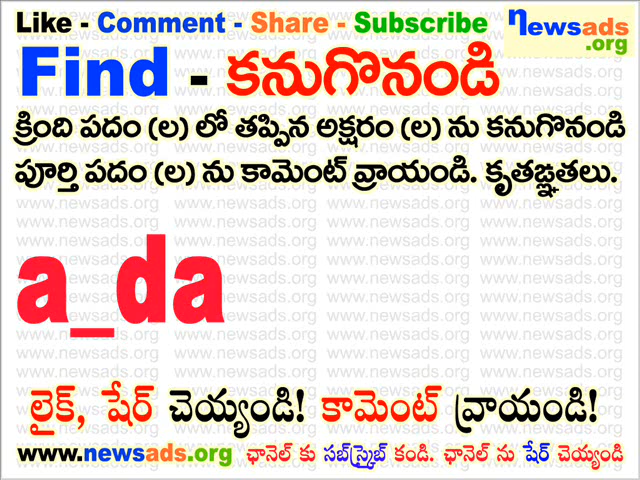 Like - Comment - Share - Subscribe
newsads
.org
Find - కనుగొనండి
క్రింది పదం (ల) లో తప్పిన అక్షరం (ల) ను కనుగొనండి
పూర్తి పదం (ల) ను కామెంట్ వ్రాయండి. కృతఙ్ఞతలు.
a_da
లైక్, షేర్ చెయ్యండి! కామెంట్ వ్రాయండి!
www.newsads.org ఛానెల్ కు సబ్‌స్క్రైబ్ కండి. ఛానెల్ ను షేర్ చెయ్యండి